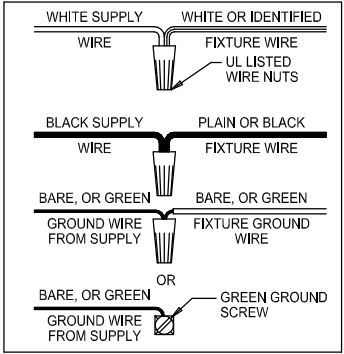 WHITE SUPPLY WHITE OR IDENTIFIED
WIRE FIXTURE WIRE
UL LISTED
WIRE NUTS
BLACK SUPPLY PLAIN OR BLACK
WIRE FIXTURE WIRE
BARE, OR GREEN BARE, OR GREEN
GROUND WIRE FIXTURE GROUND
FROM SUPPLY WIRE
OR
BARE, OR GREEN GREEN GROUND
SCREW
GROUND WIRE
FROM SUPPLY